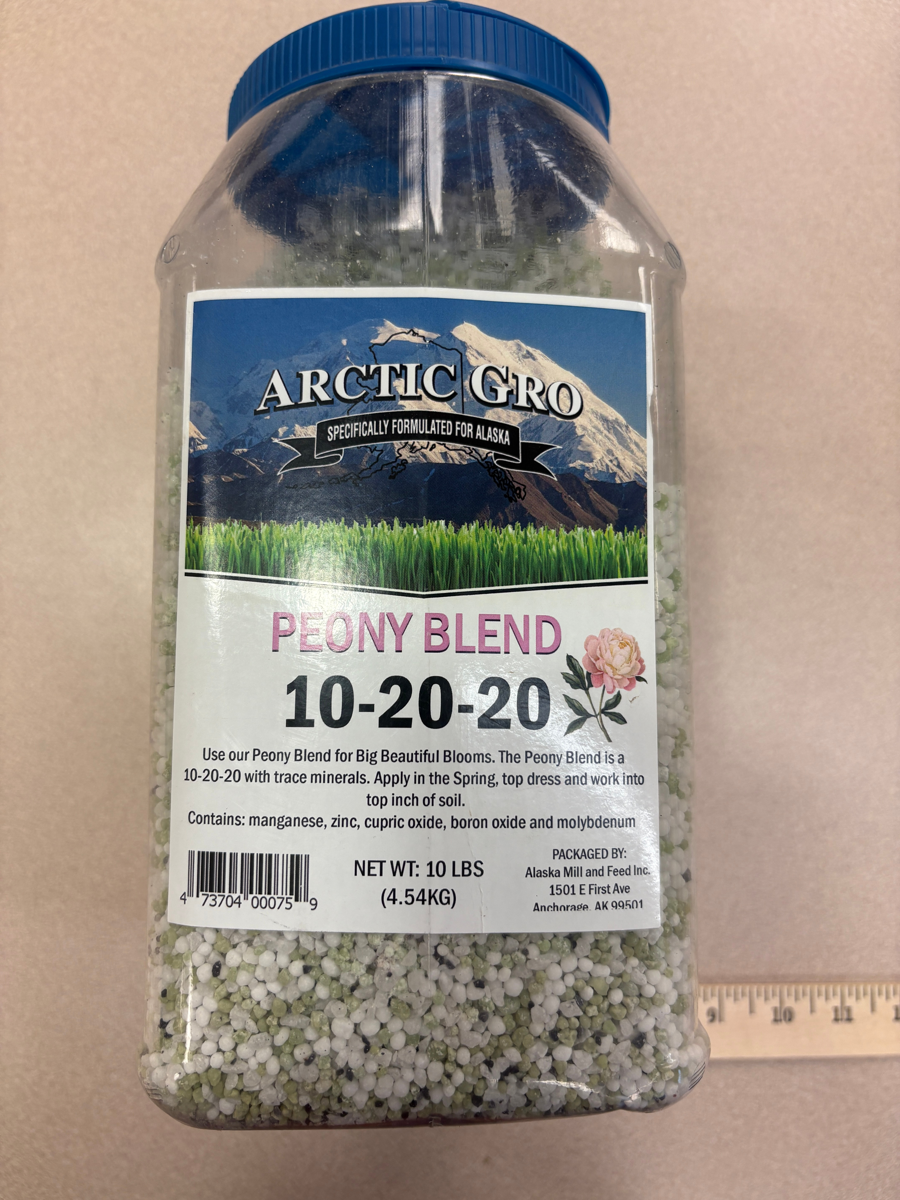 ARCTIC GRO
SPECIFICALLY FORMULATED FOR ALASKA
PEONY BLEND
10-20-20
Use our Peony Blend for Big Beautiful Blooms. The Peony Blend is a
10-20-20 with trace minerals. Apply in the Spring, top dress and work into
top inch of soil.
Contains: manganese, zinc, cupric oxide, boron oxide and molybdenum
4 73704 00075 9
NET WT: 10 LBS
(4.54KG)
PACKAGED BY:
Alaska Mill and Feed Inc.
1501 E First Ave
Anchorage, AK 99501
9 10 11